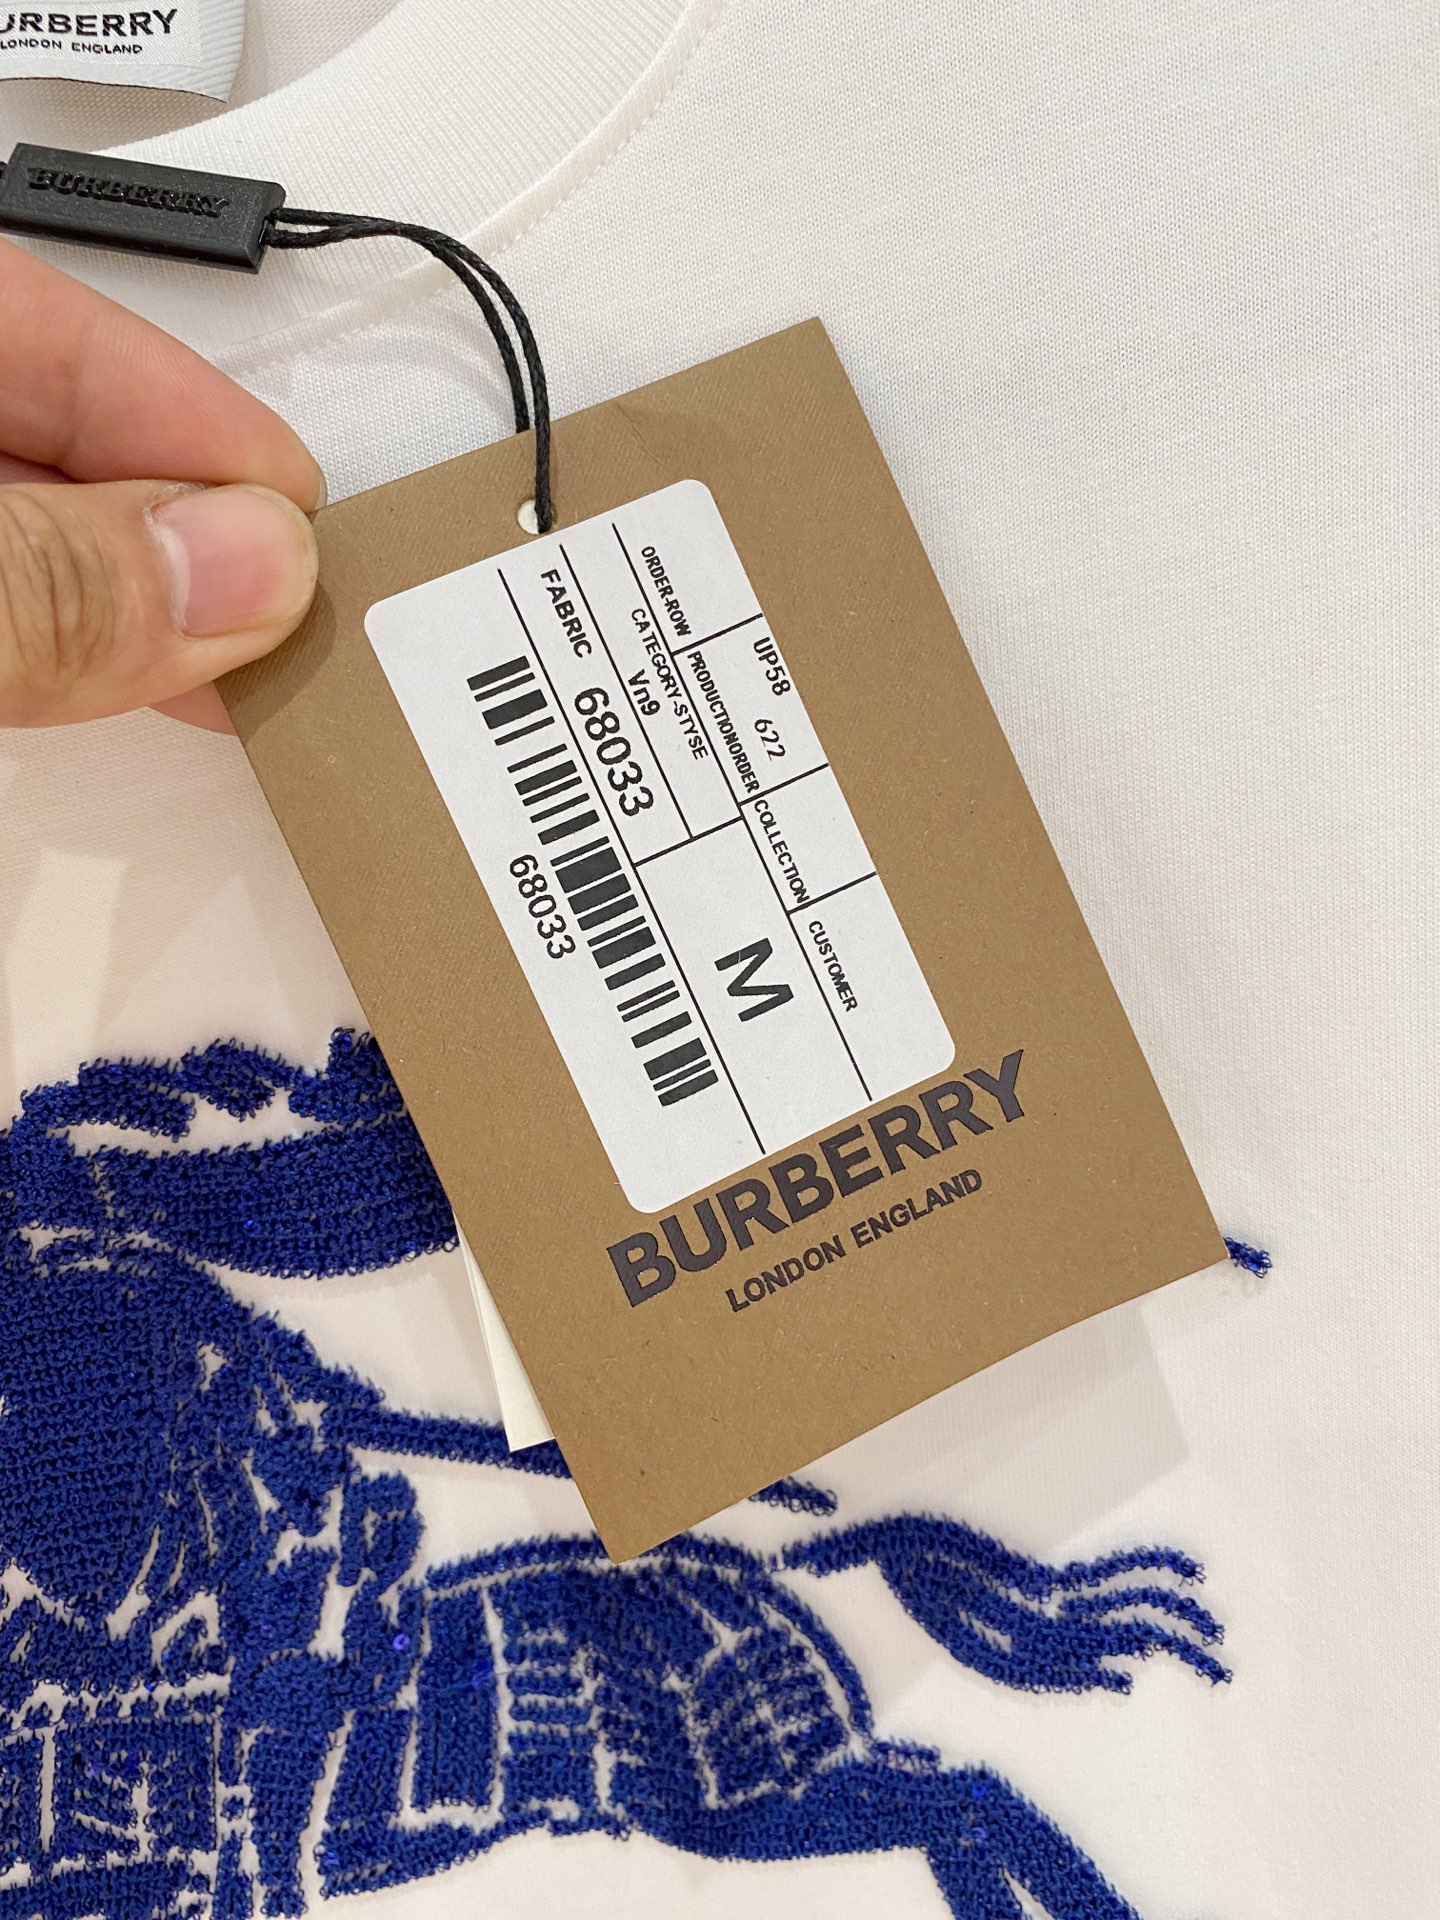 URBERRY
LONDON ENGLAND
BURBERRY
ORDER-ROW
PRODUCTIONORDER
COLLECTION
CUSTOMER
UP58 622
CATEGORY-STYSE
Vn9
M
FABRIC 68033
68033
BURBERRY
LONDON ENGLAND